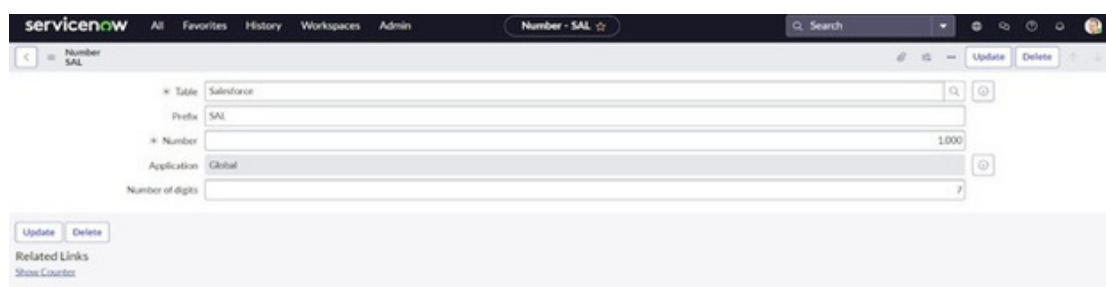 servicenow All Favorites History Workspaces Admin Number - SAL Search
Number
SAL
Update Delete
* Table Salesforce
Prefix SAL
* Number 1.000
Application Global
Number of digits 7
Update Delete
Related Links
Show Counter